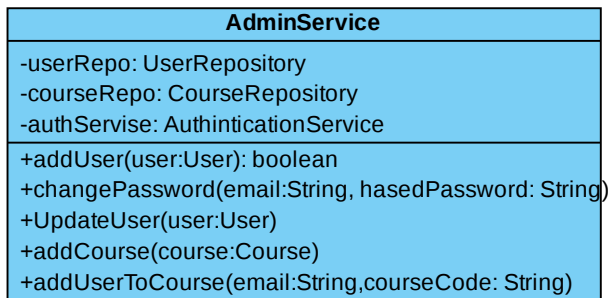 AdminService
-userRepo: UserRepository
-courseRepo: CourseRepository
-authServise: AuthinticationService
+addUser(user:User): boolean
+changePassword(email:String, hasedPassword: String)
+UpdateUser(user:User)
+addCourse(course:Course)
+addUserToCourse(email:String,courseCode: String)